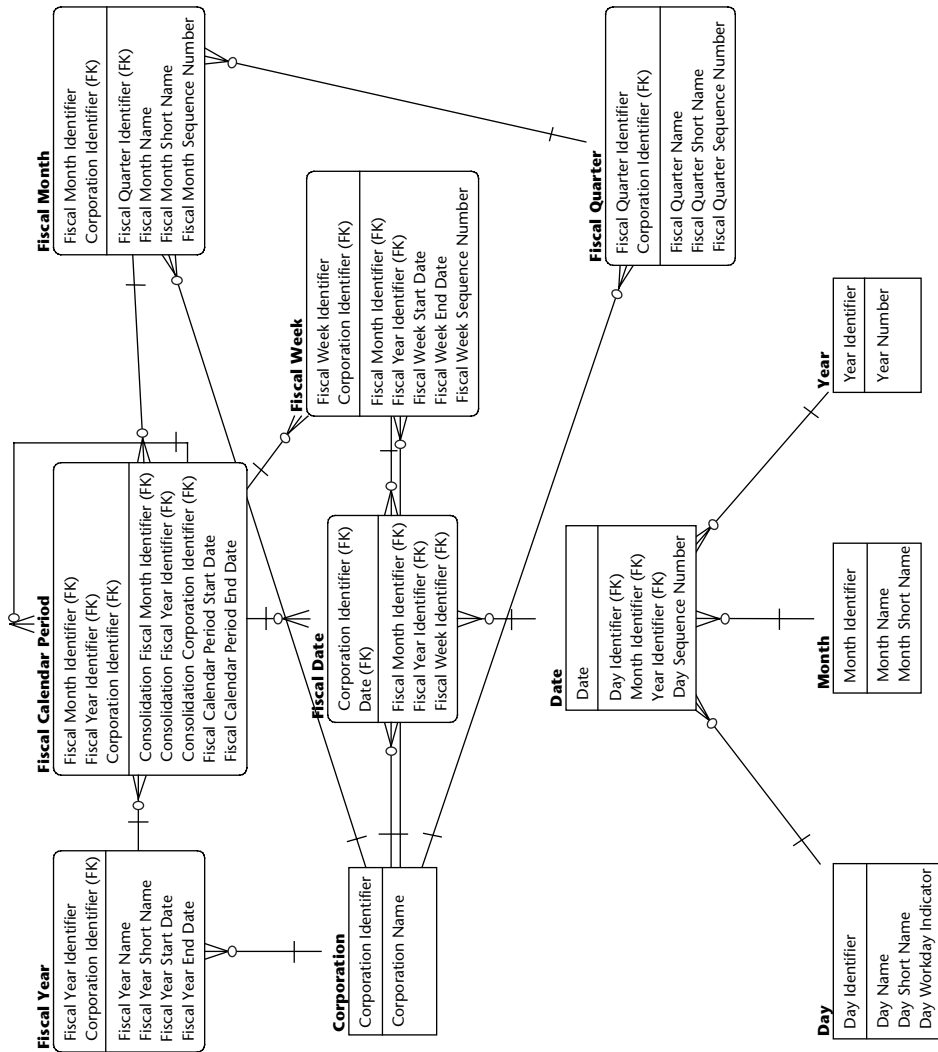 Fiscal Year
Fiscal Year Identifier
Corporation Identifier (FK)
Fiscal Year Name
Fiscal Year Short Name
Fiscal Year Start Date
Fiscal Year End Date
Fiscal Calendar Period
Fiscal Month Identifier (FK)
Fiscal Year Identifier (FK)
Corporation Identifier (FK)
Consolidation Fiscal Month Identifier (FK)
Consolidation Fiscal Year Identifier (FK)
Consolidation Corporation Identifier (FK)
Fiscal Calendar Period Start Date
Fiscal Calendar Period End Date
Fiscal Month
Fiscal Month Identifier
Corporation Identifier (FK)
Fiscal Quarter Identifier (FK)
Fiscal Month Name
Fiscal Month Short Name
Fiscal Month Sequence Number
Corporation
Corporation Identifier
Corporation Name
Fiscal Date
Corporation Identifier (FK)
Date (FK)
Fiscal Month Identifier (FK)
Fiscal Year Identifier (FK)
Fiscal Week Identifier (FK)
Fiscal Week
Fiscal Week Identifier
Corporation Identifier (FK)
Fiscal Month Identifier (FK)
Fiscal Year Identifier (FK)
Fiscal Week Start Date
Fiscal Week End Date
Fiscal Week Sequence Number
Fiscal Quarter
Fiscal Quarter Identifier
Corporation Identifier (FK)
Fiscal Quarter Name
Fiscal Quarter Short Name
Fiscal Quarter Sequence Number
Date
Date
Day Identifier (FK)
Month Identifier (FK)
Year Identifier (FK)
Day Sequence Number
Day
Day Identifier
Day Name
Day Short Name
Day Workday Indicator
Month
Month Identifier
Month Name
Month Short Name
Year
Year Identifier
Year Number